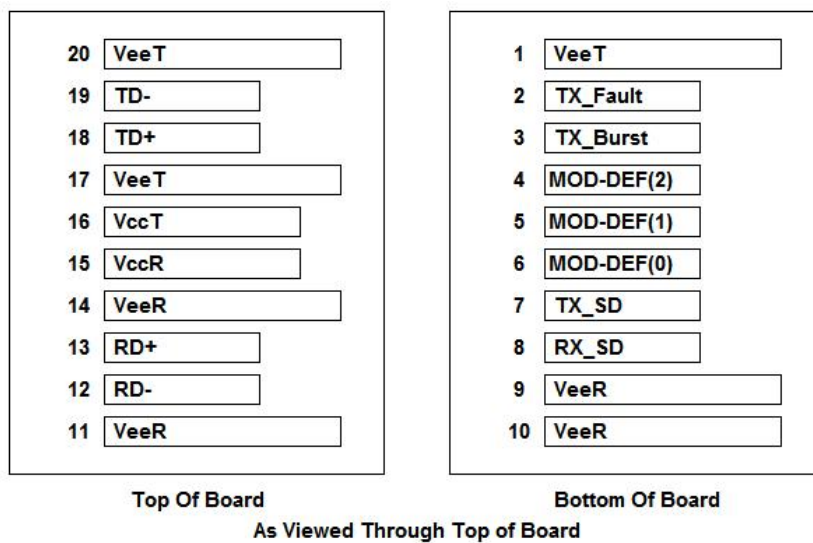 20 VeeT 1 VeeT
19 TD- 2 TX_Fault
18 TD+ 3 TX_Burst
17 VeeT 4 MOD-DEF(2)
16 VccT 5 MOD-DEF(1)
15 VccR 6 MOD-DEF(0)
14 VeeR 7 TX_SD
13 RD+ 8 RX_SD
12 RD- 9 VeeR
11 VeeR 10 VeeR
Top Of Board Bottom Of Board
As Viewed Through Top of Board